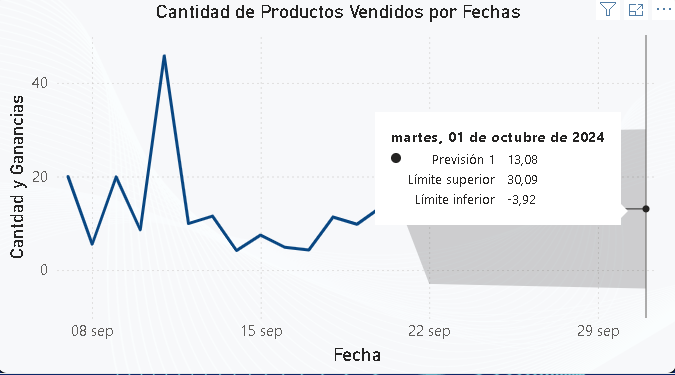 Cantidad de Productos Vendidos por Fechas
40
20
0
Cantdad y Ganancias
martes, 01 de octubre de 2024
Previsión 1 13,08
Límite superior 30,09
Límite inferior -3,92
08 sep 15 sep 22 sep 29 sep
Fecha